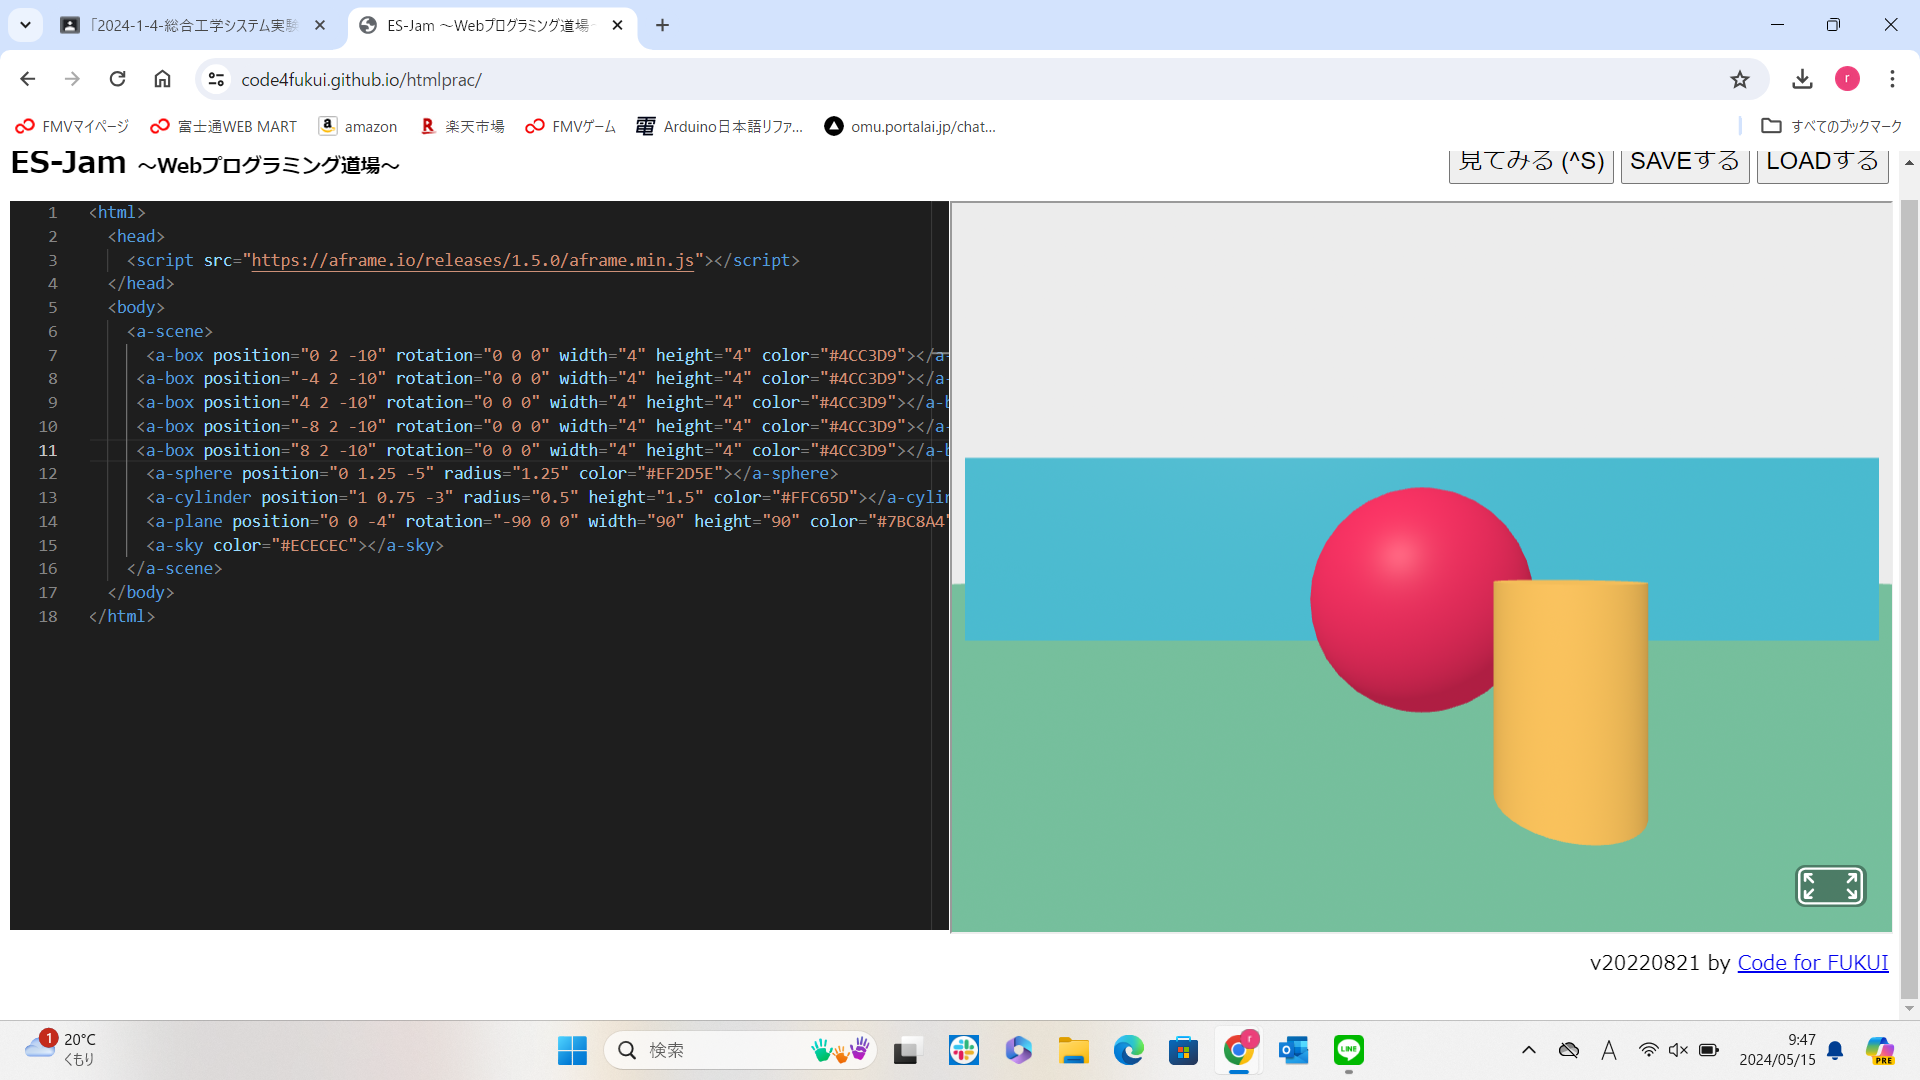 「2024-1-4-総合工学システム実験
ES-Jam ～Webプログラミング道場～
code4fukui.github.io/htmlprac/
r
FMVマイページ
富士通WEB MART
amazon
楽天市場
FMVゲーム
Arduino日本語リファ...
omu.portalai.jp/chat...
すべてのブックマーク
ES-Jam ～Webプログラミング道場～
見てみる (^S)
SAVEする
LOADする
1 <html>
2 <head>
3 <script src="https://aframe.io/releases/1.5.0/aframe.min.js"></script>
4 </head>
5 <body>
6 <a-scene>
7 <a-box position="0 2 -10" rotation="0 0 0" width="4" height="4" color="#4CC3D9"></a-
8 <a-box position="-4 2 -10" rotation="0 0 0" width="4" height="4" color="#4CC3D9"></a-
9 <a-box position="4 2 -10" rotation="0 0 0" width="4" height="4" color="#4CC3D9"></a-b
10 <a-box position="-8 2 -10" rotation="0 0 0" width="4" height="4" color="#4CC3D9"></a-
11 <a-box position="8 2 -10" rotation="0 0 0" width="4" height="4" color="#4CC3D9"></a-b
12 <a-sphere position="0 1.25 -5" radius="1.25" color="#EF2D5E"></a-sphere>
13 <a-cylinder position="1 0.75 -3" radius="0.5" height="1.5" color="#FFC65D"></a-cylin
14 <a-plane position="0 0 -4" rotation="-90 0 0" width="90" height="90" color="#7BC8A4"
15 <a-sky color="#ECECEC"></a-sky>
16 </a-scene>
17 </body>
18 </html>
v20220821 by Code for FUKUI
1
20°C
くもり
検索
r
LINE
A
9:47
2024/05/15
PRE